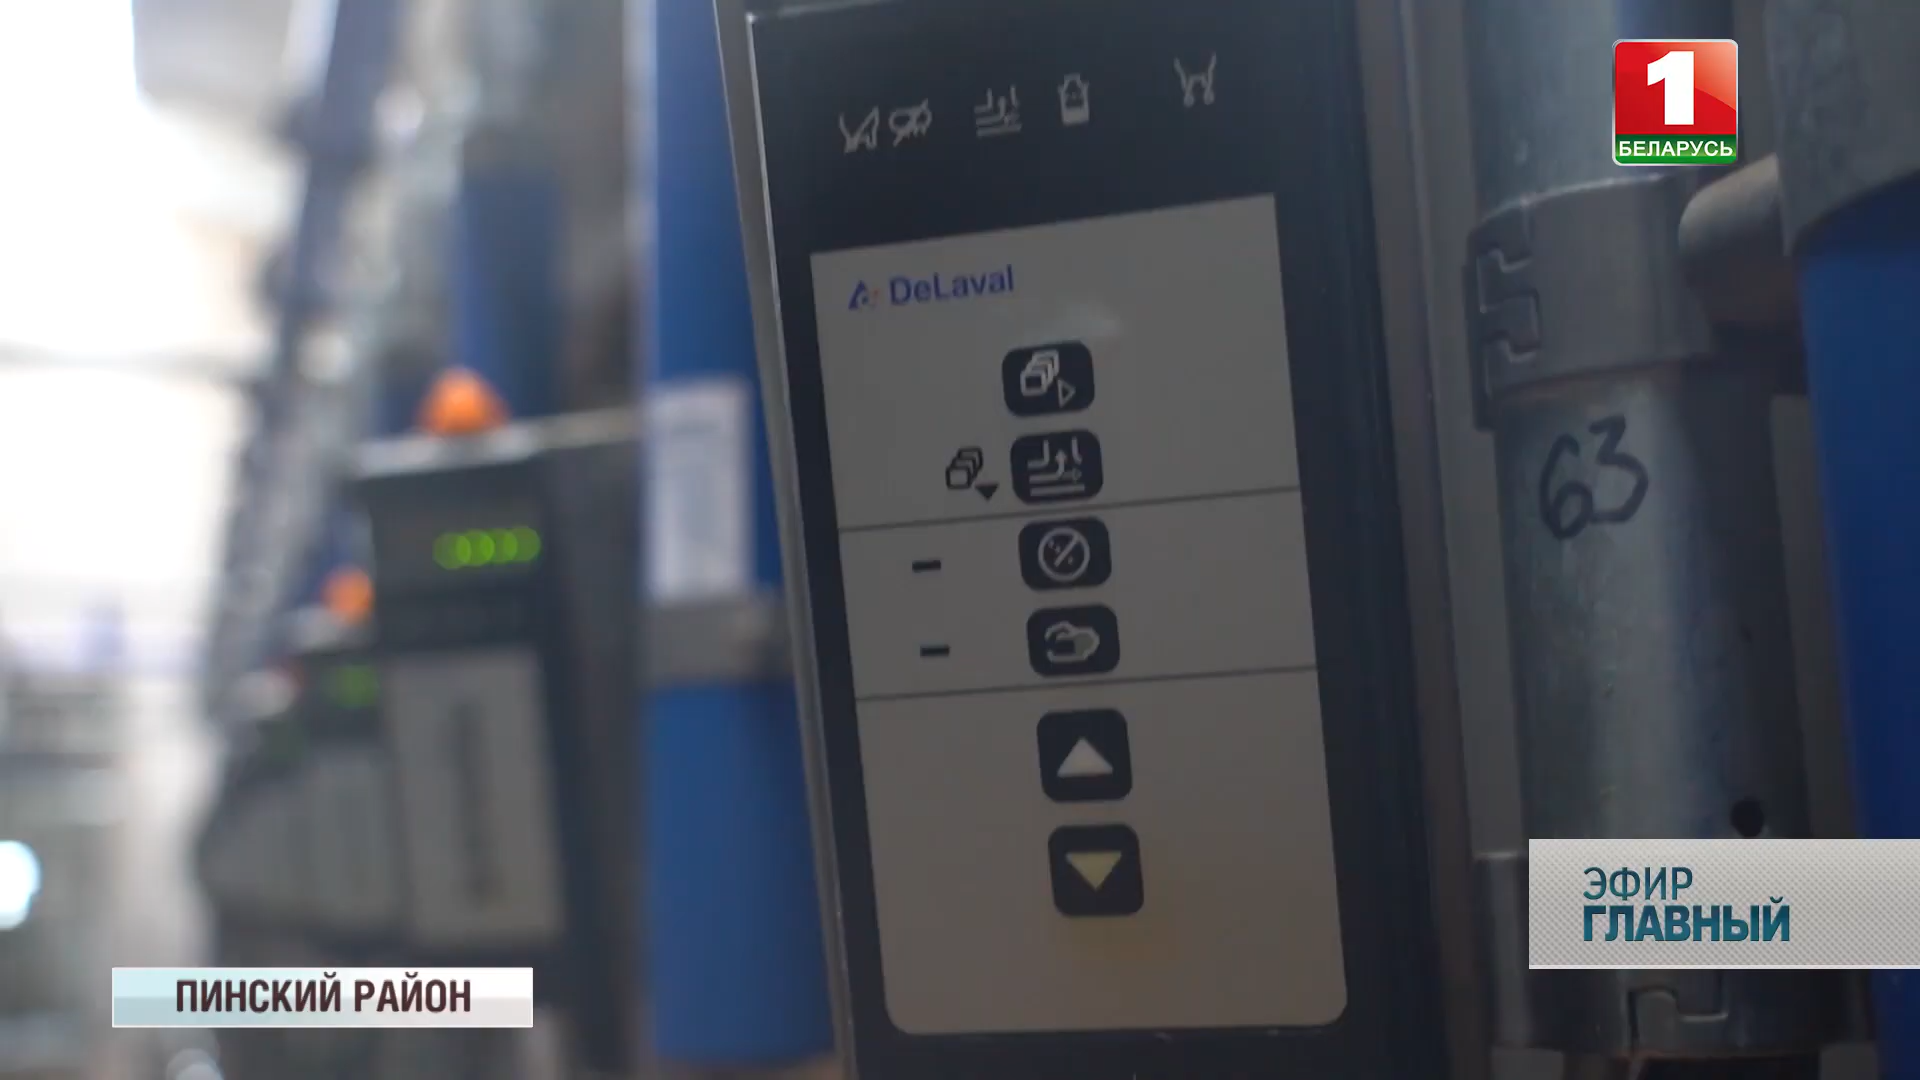 1
БЕЛАРУСЬ
DeLaval
63
ЭФИР
ГЛАВНЫЙ
ПИНСКИЙ РАЙОН